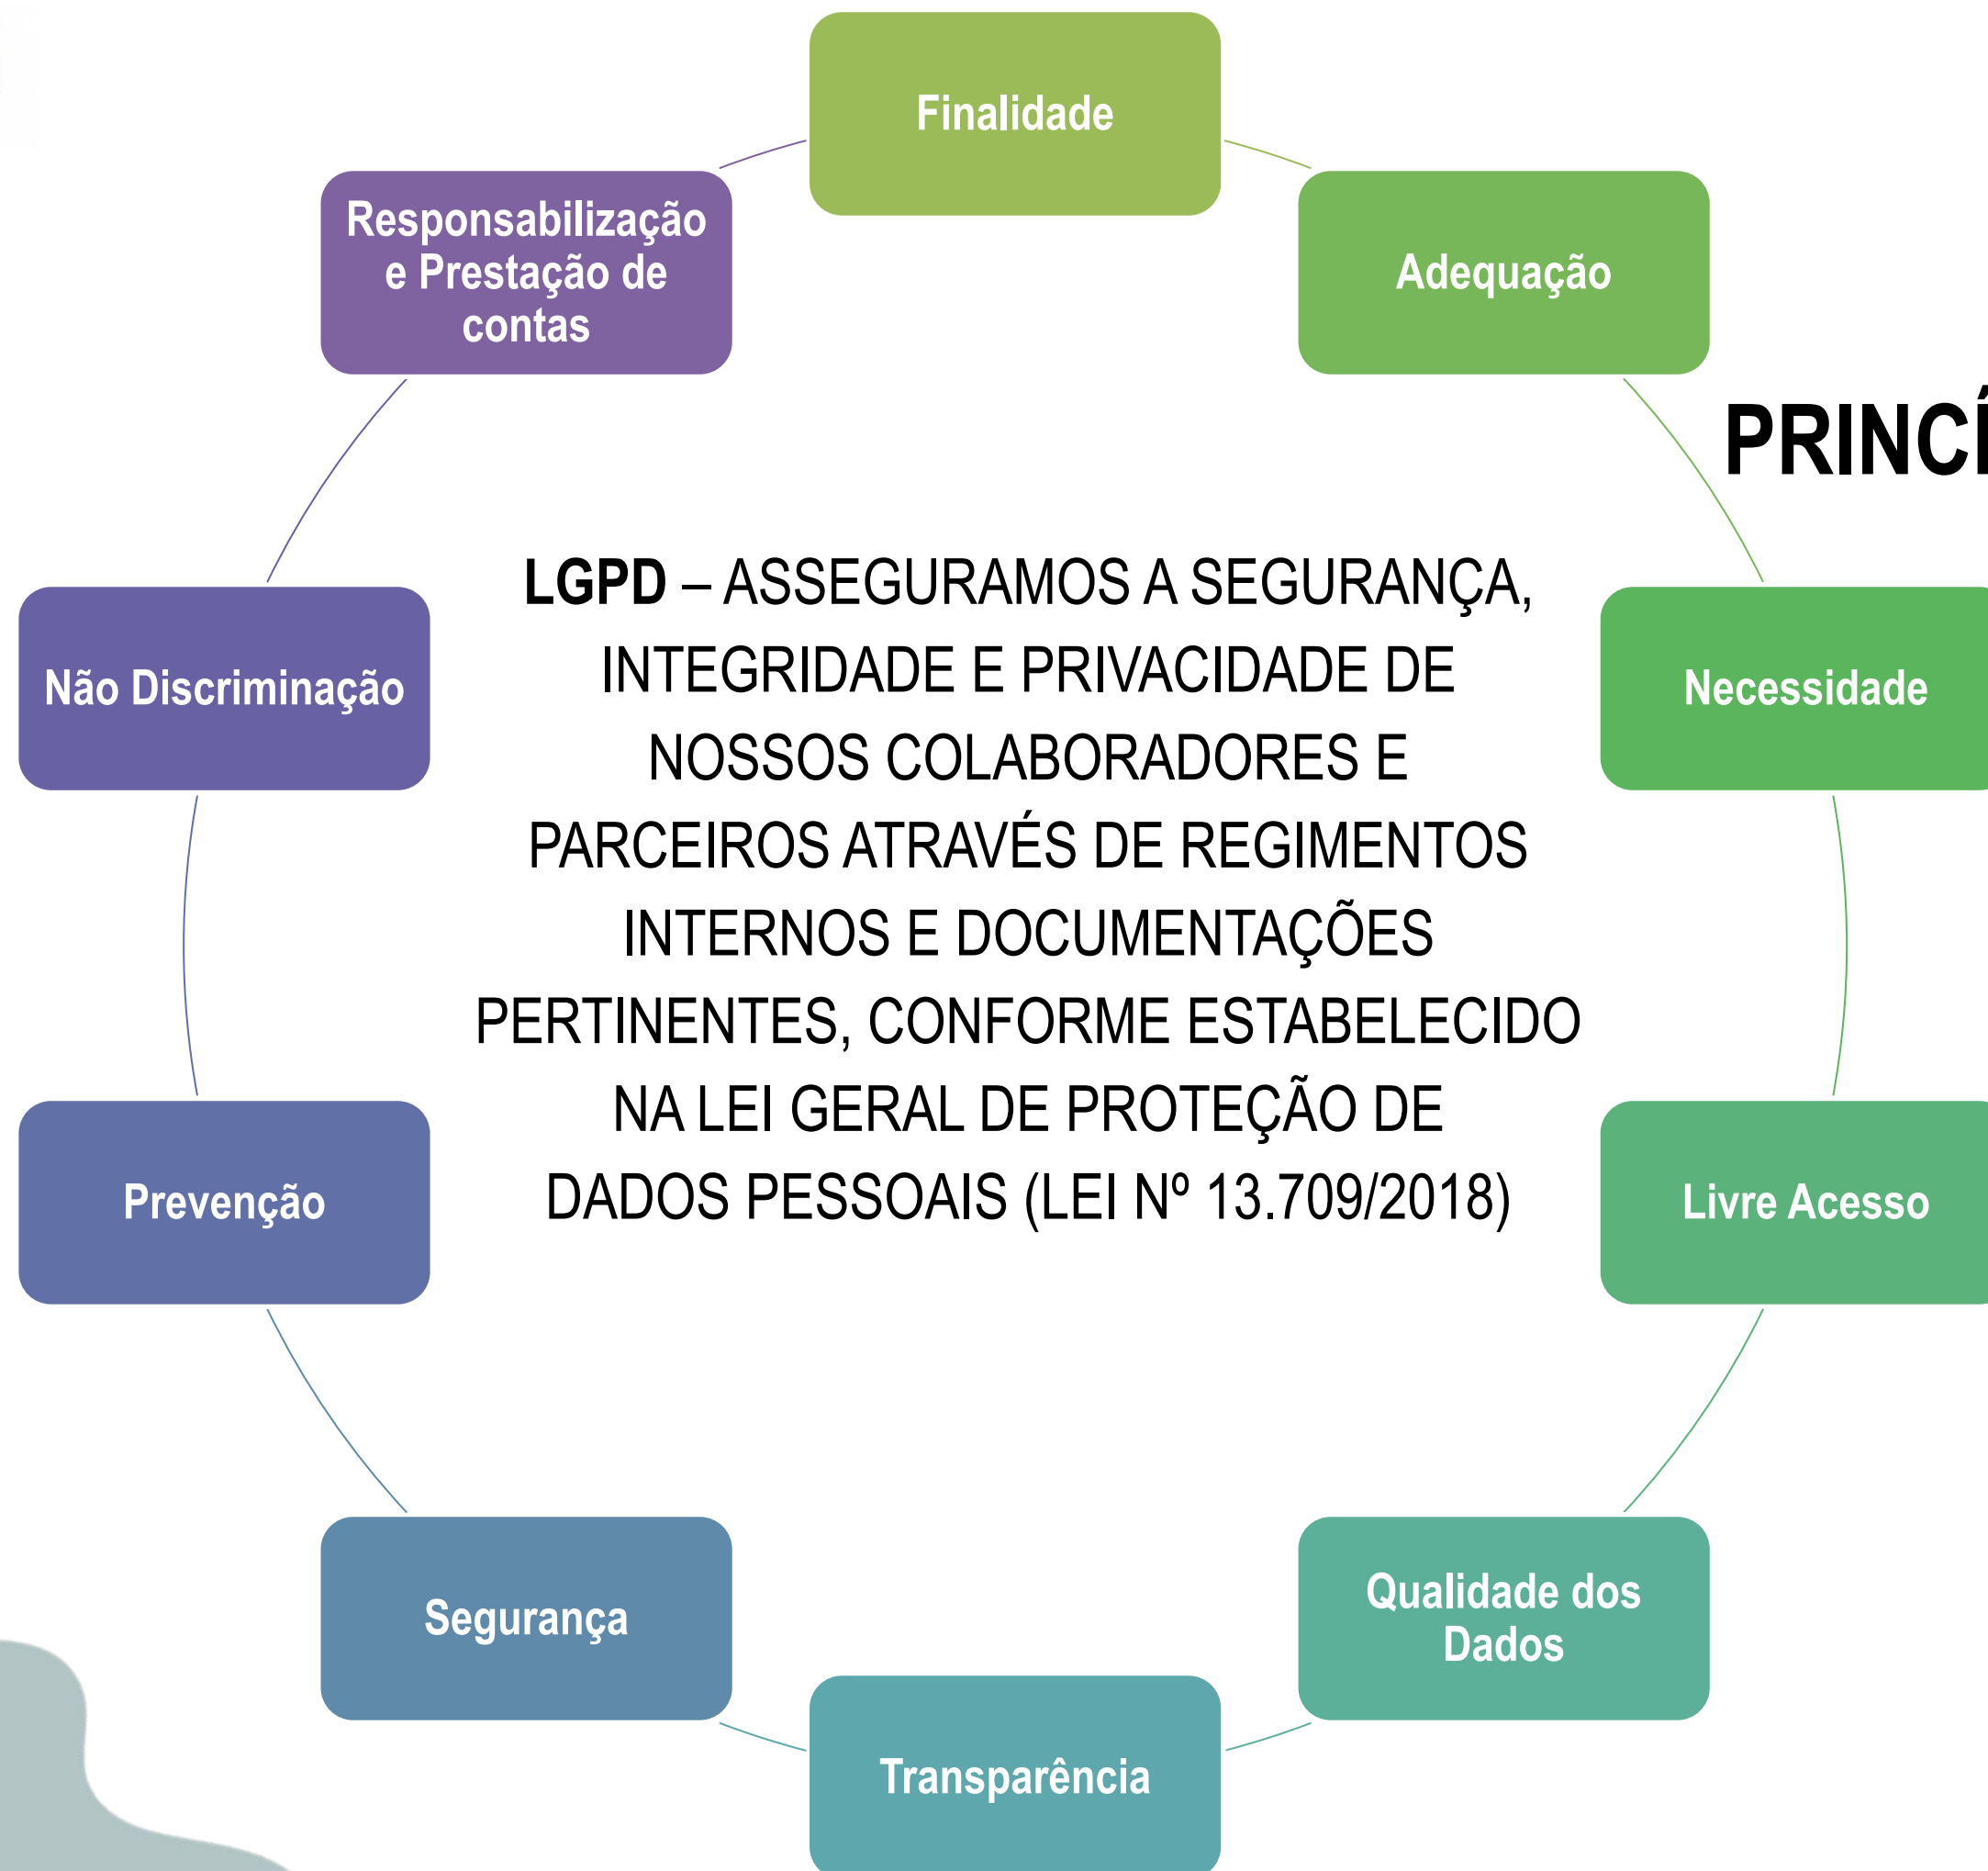 Finalidade
Responsabilização
e Prestação de
contas
Adequação
PRINCÍ
LGPD – ASSEGURAMOS A SEGURANÇA,
INTEGRIDADE E PRIVACIDADE DE
NOSSOS COLABORADORES E
PARCEIROS ATRAVÉS DE REGIMENTOS
INTERNOS E DOCUMENTAÇÕES
PERTINENTES, CONFORME ESTABELECIDO
NA LEI GERAL DE PROTEÇÃO DE
DADOS PESSOAIS (LEI Nº 13.709/2018)
Não Discriminação
Necessidade
Prevenção
Livre Acesso
Segurança
Qualidade dos
Dados
Transparência